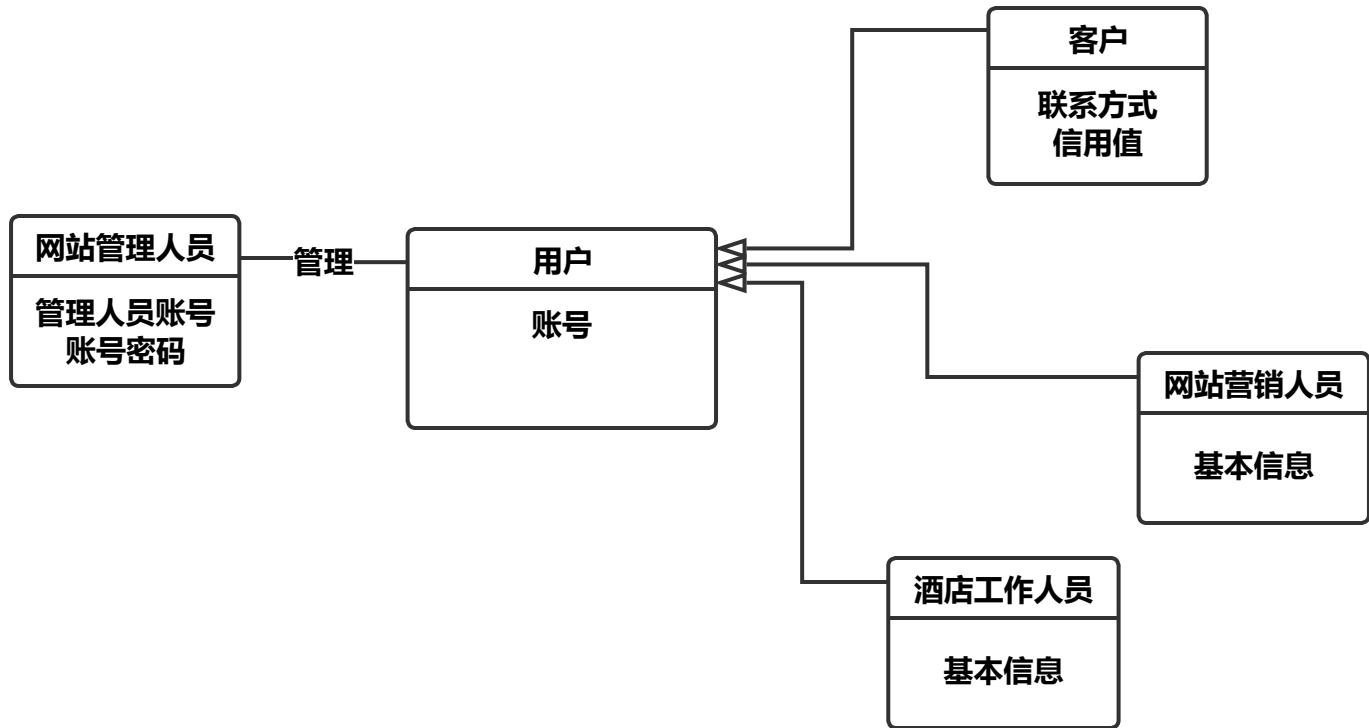 客户
联系方式
信用值
网站管理人员
管理人员账号
账号密码
管理
用户
账号
网站营销人员
基本信息
酒店工作人员
基本信息